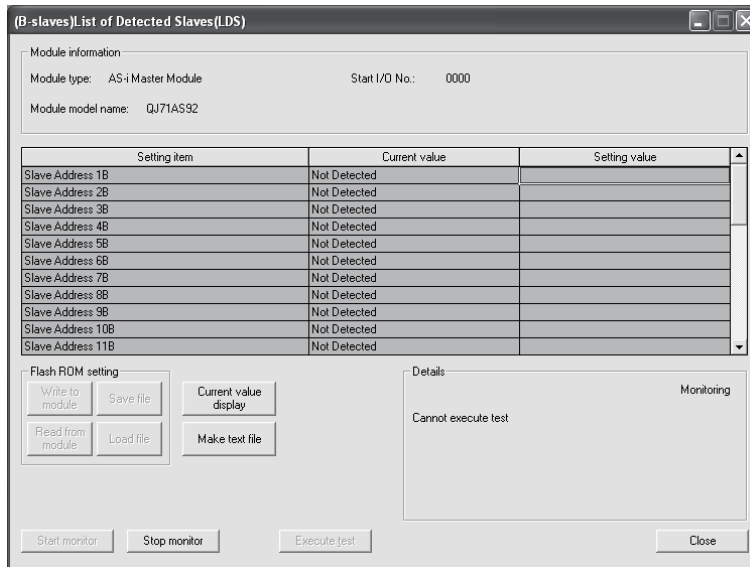 (B-slaves)List of Detected Slaves(LDS)
Module information
Module type: AS-i Master Module Start I/O No.: 0000
Module model name: QJ71AS92
Setting item Current value Setting value
Slave Address 1B Not Detected
Slave Address 2B Not Detected
Slave Address 3B Not Detected
Slave Address 4B Not Detected
Slave Address 5B Not Detected
Slave Address 6B Not Detected
Slave Address 7B Not Detected
Slave Address 8B Not Detected
Slave Address 9B Not Detected
Slave Address 10B Not Detected
Slave Address 11B Not Detected
Flash ROM setting
Write to
module
Save file
Current value
display
Read from
module
Load file
Make text file
Details
Monitoring
Cannot execute test
Start monitor Stop monitor Execute test Close